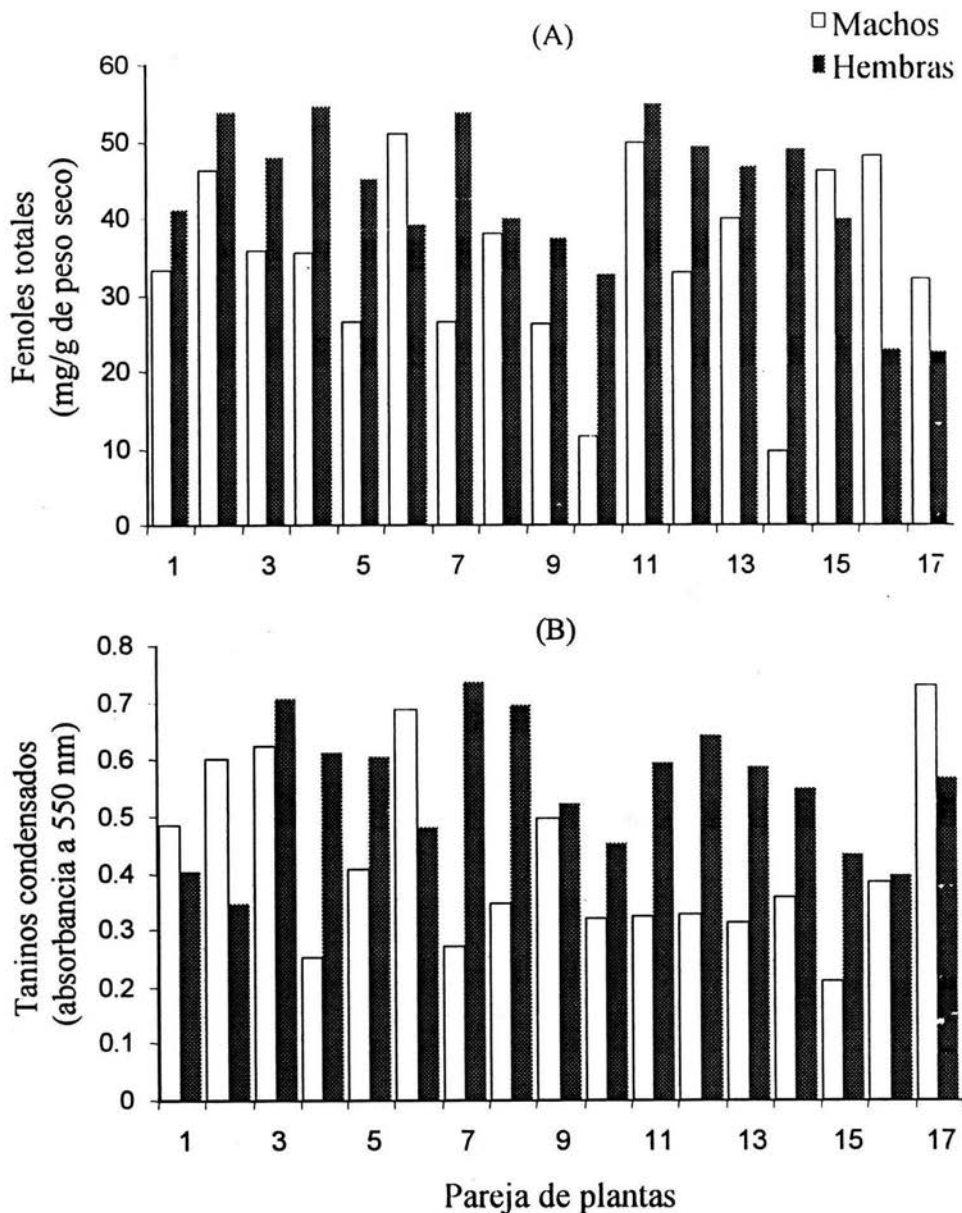 (A)
Machos
Hembras
Fenoles totales
(mg/g de peso seco)
60
50
40
30
20
10
0
1 3 5 7 9 11 13 15 17
(B)
Taninos condensados
(absorbancia a 550 nm)
0.8
0.7
0.6
0.5
0.4
0.3
0.2
0.1
0
1 3 5 7 9 11 13 15 17
Pareja de plantas